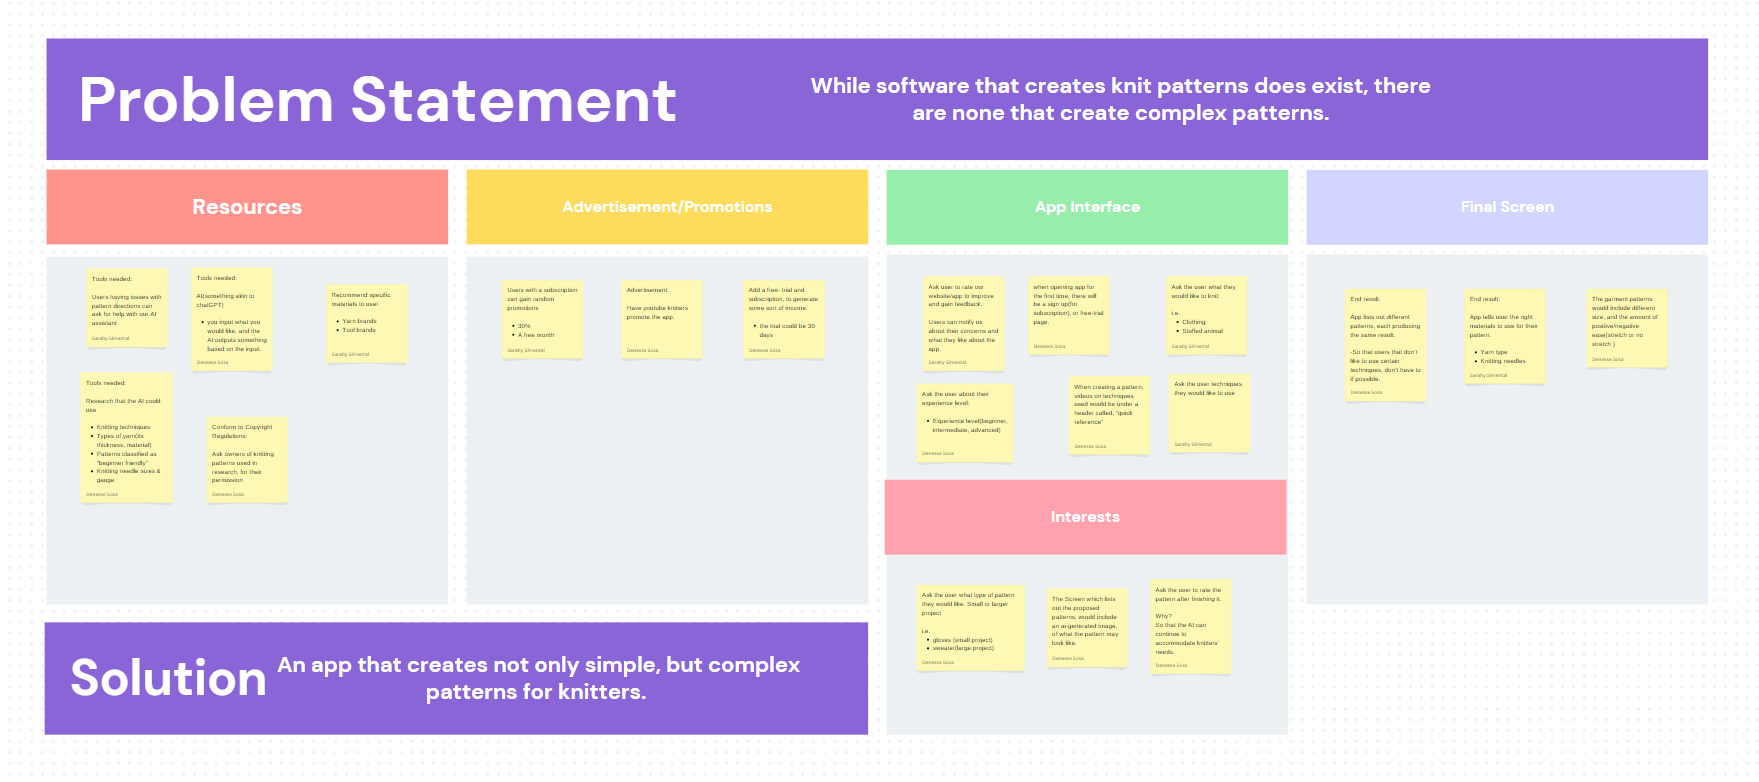 Problem Statement
While software that creates knit patterns does exist, there
are none that create complex patterns.
Resources
Tools needed:
Users having issues with
pattern directions can
ask for help with our AI
assistant
Sarahy Simental
Tools needed:
AI(something akin to
chatGPT)
• you input what you
would like, and the
AI outputs something
based on the input.
Denesse Sosa
Recommend specific
materials to user
• Yarn brands
• Tool brands
Sarahy Simental
Tools needed:
Research that the AI could
use
• Knitting techniques
• Types of yarn(its
thickness, material)
• Patterns classified as
"beginner friendly"
• Knitting needle sizes &
gauge
Denesse Sosa
Conform to Copyright
Regulations:
Ask owners of knitting
patterns used in
research, for their
permission
Denesse Sosa
Advertisement/Promotions
Users with a subscription
can gain random
promotions
• 30%
• A free month
Sarahy Simental
Advertisement:
Have youtube knitters
promote the app.
Denesse Sosa
Add a free- trial and
subscription, to generate
some sort of income.
• the trial could be 30
days
Denesse Sosa
App Interface
Ask user to rate our
website/app to improve
and gain feedback.
Users can notify us
about their concerns and
what they like about the
app
Sarahy Simental
when opening app for
the first time, there will
be a sign up(for
subscription), or free-trial
page.
Denesse Sosa
Ask the user what they
would like to knit:
i.e,
• Clothing
• Stuffed animal
Sarahy Simental
Ask the user about their
experience level:
• Experience level(beginner,
intermediate, advanced)
Denesse Sosa
When creating a pattern,
videos on techniques
used would be under a
header called, "quick
reference"
Denesse Sosa
Ask the user techniques
they would like to use
Sarahy Simental
Interests
Ask the user what type of pattern
they would like. Small or larger
project
i.e.
• gloves (small project)
• sweater(large project)
Denesse Sosa
The Screen which lists
out the proposed
patterns, would include
an ai-generated image,
of what the pattern may
look like.
Denesse Sosa
Ask the user to rate the
pattern after finishing it.
Why?
So that the AI can
continue to
accommodate knitters'
needs.
Denesse Sosa
Final Screen
End result:
App lists out different
patterns, each producing
the same result.
-So that users that don't
like to use certain
techniques, don't have to
if possible.
Denesse Sosa
End result:
App tells user the right
materials to use for their
pattern.
• Yarn type
• Knitting needles
Sarahy Simental
The garment patterns
would include different
size, and the amount of
positive/negative
ease(stretch or no
stretch )
Denesse Sosa
Solution
An app that creates not only simple, but complex
patterns for knitters.